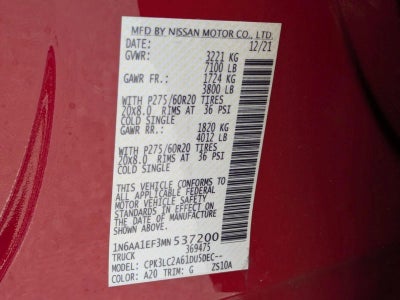 MFD BY NISSAN MOTOR CO., LTD.
DATE: 12/21
GVWR: 3221 KG
7100 LB
GAWR FR.: 1724 KG
3800 LB
WITH P275/60R20 TIRES
20X8.0 RIMS AT 36 PSI
COLD SINGLE
GAWR RR.: 1820 KG
4012 LB
WITH P275/60R20 TIRES
20X8.0 RIMS AT 36 PSI
COLD SINGLE
THIS VEHICLE CONFORMS TO
ALL APPLICABLE FEDERAL
MOTOR VEHICLE SAFETY
STANDARDS IN EFFECT ON
THE DATE OF MANUFACTURE
SHOWN ABOVE.
1N6AA1EF3MN 537200
TRUCK 369475
MODEL: CPK3LC2A61DU5DEC--
COLOR: A20 TRIM: G ZS10A